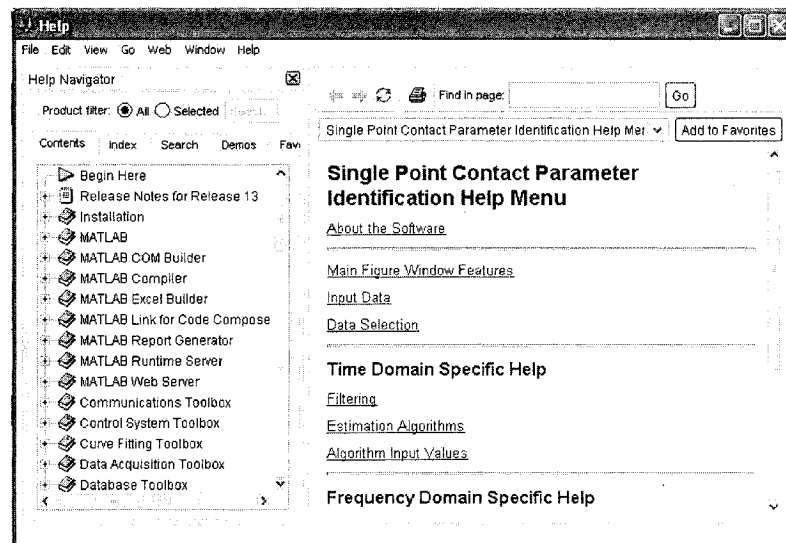 Help
File Edit View Go Web Window Help
Help Navigator
Product filter: All Selected
Contents Index Search Demos Favo
Begin Here
Release Notes for Release 13
Installation
MATLAB
MATLAB COM Builder
MATLAB Compiler
MATLAB Excel Builder
MATLAB Link for Code Compose
MATLAB Report Generator
MATLAB Runtime Server
MATLAB Web Server
Communications Toolbox
Control System Toolbox
Curve Fitting Toolbox
Data Acquisition Toolbox
Database Toolbox
Find in page: Go
Single Point Contact Parameter Identification Help Mer Add to Favorites
Single Point Contact Parameter
Identification Help Menu
About the Software
Main Figure Window Features
Input Data
Data Selection
Time Domain Specific Help
Filtering
Estimation Algorithms
Algorithm Input Values
Frequency Domain Specific Help